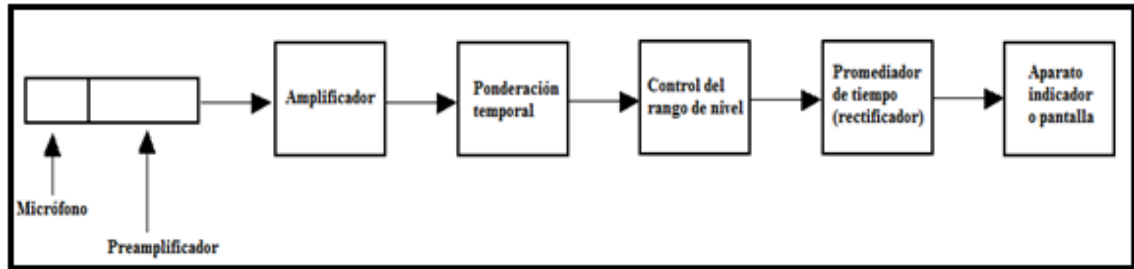 Micrófono
Preamplificador
Amplificador
Ponderación
temporal
Control del
rango de nivel
Promediador
de tiempo
(rectificador)
Aparato
indicador
o pantalla